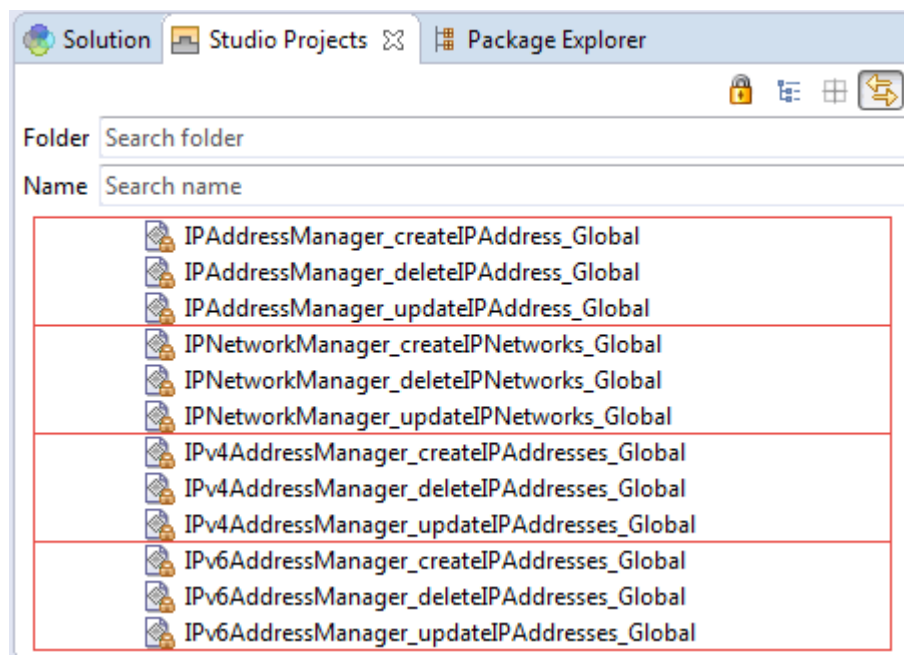 Solution Studio Projects Package Explorer
Folder Search folder
Name Search name
IPAddressManager_createIPAddress_Global
IPAddressManager_deleteIPAddress_Global
IPAddressManager_updateIPAddress_Global
IPNetworkManager_createIPNetworks_Global
IPNetworkManager_deleteIPNetworks_Global
IPNetworkManager_updateIPNetworks_Global
IPv4AddressManager_createIPAddresses_Global
IPv4AddressManager_deleteIPAddresses_Global
IPv4AddressManager_updateIPAddresses_Global
IPv6AddressManager_createIPAddresses_Global
IPv6AddressManager_deleteIPAddresses_Global
IPv6AddressManager_updateIPAddresses_Global